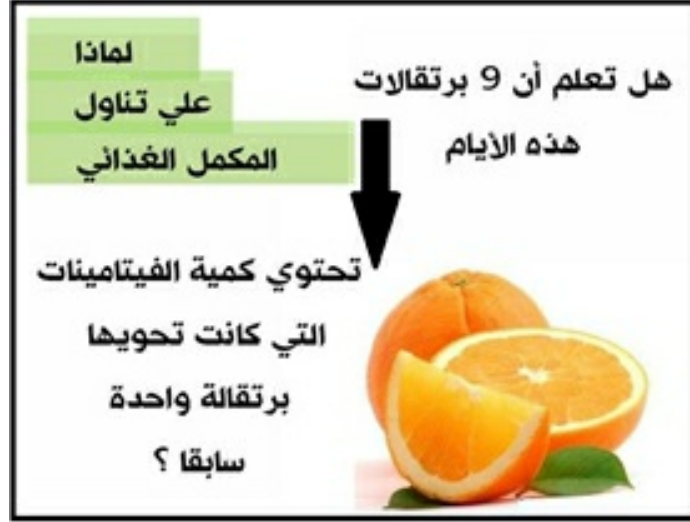 لماذا
علي تناول
المكمل الغذائي
هل تعلم أن 9 برتقالات
هذه الأيام
تحتوي كمية الفيتامينات
التي كانت تحويها
برتقالة واحدة
سابقا ؟